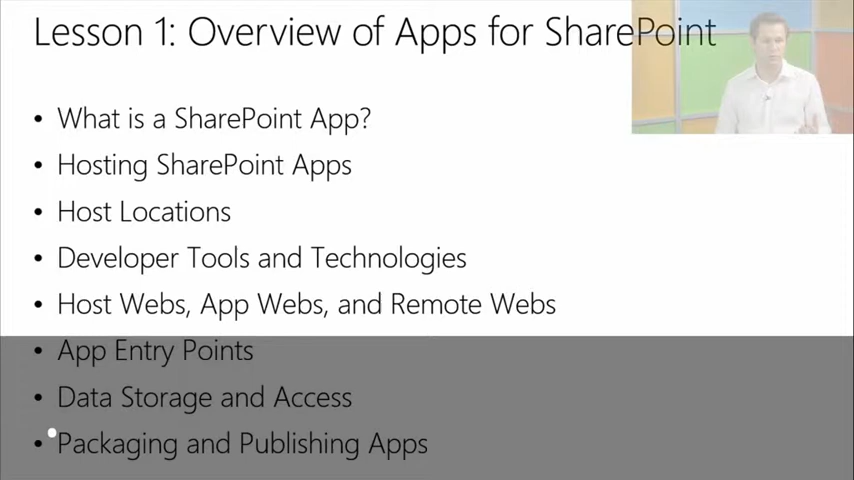 Lesson 1: Overview of Apps for SharePoint
• What is a SharePoint App?
• Hosting SharePoint Apps
• Host Locations
• Developer Tools and Technologies
• Host Webs, App Webs, and Remote Webs
• App Entry Points
• Data Storage and Access
• Packaging and Publishing Apps